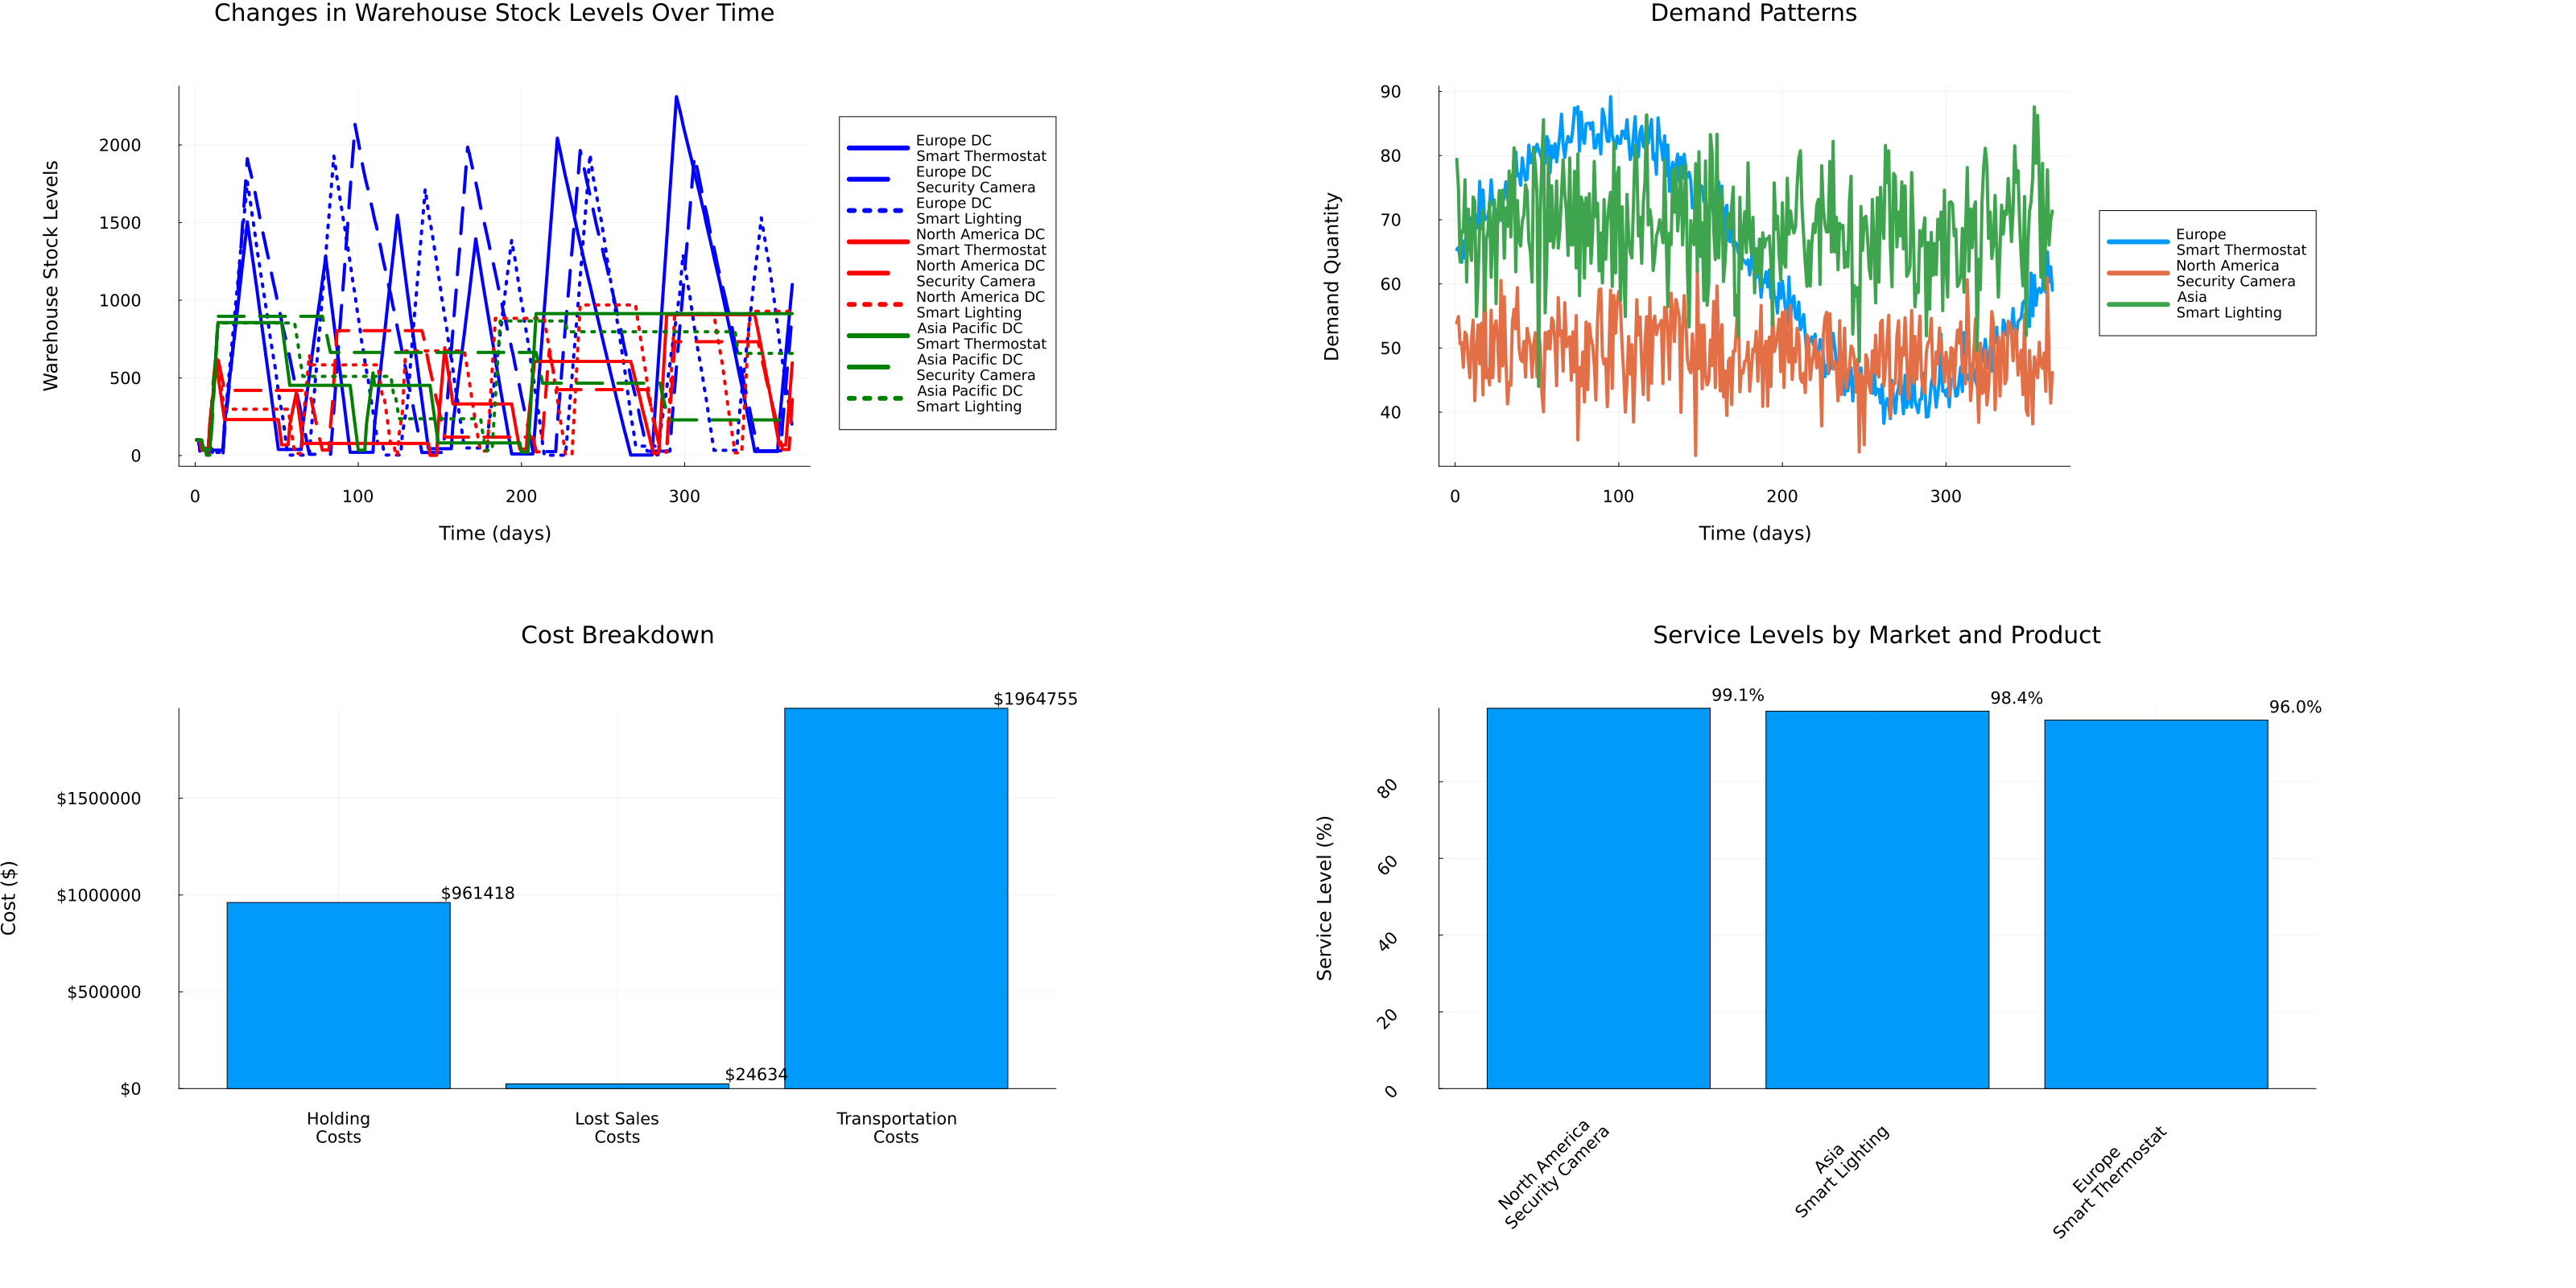 Changes in Warehouse Stock Levels Over Time
Warehouse Stock Levels
2000
1500
1000
500
0
0 100 200 300
Time (days)
Europe DC
Smart Thermostat
Europe DC
Security Camera
Europe DC
Smart Lighting
North America DC
Smart Thermostat
North America DC
Security Camera
North America DC
Smart Lighting
Asia Pacific DC
Smart Thermostat
Asia Pacific DC
Security Camera
Asia Pacific DC
Smart Lighting
Demand Patterns
Demand Quantity
90
80
70
60
50
40
0 100 200 300
Time (days)
Europe
Smart Thermostat
North America
Security Camera
Asia
Smart Lighting
Cost Breakdown
Cost ($)
$1500000
$1000000
$500000
$0
$961418
$24634
$1964755
Holding
Costs
Lost Sales
Costs
Transportation
Costs
Service Levels by Market and Product
Service Level (%)
80
60
40
20
0
99.1%
98.4%
96.0%
North America
Security Camera
Asia
Smart Lighting
Europe
Smart Thermostat